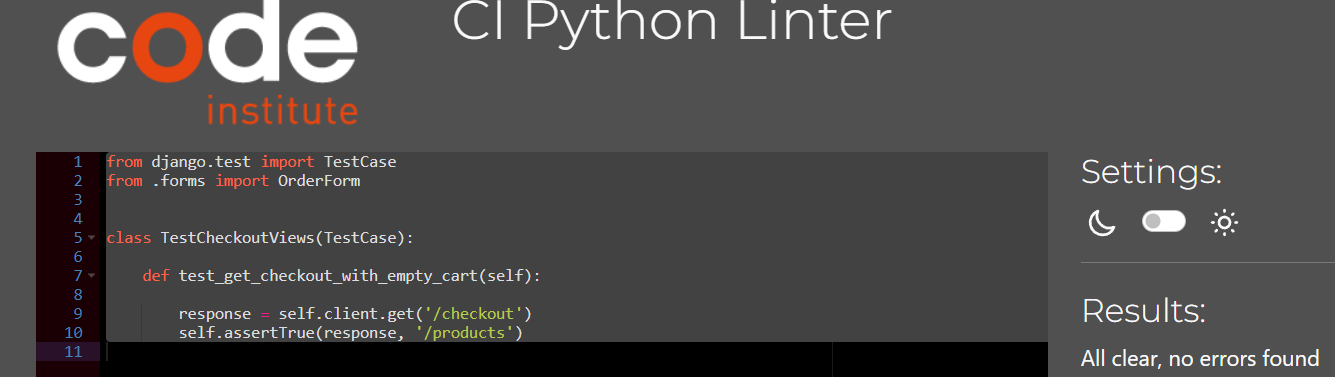 code
institute
CI Python Linter
1 from django.test import TestCase
2 from .forms import OrderForm
3
4
5 class TestCheckoutViews(TestCase):
6
7 def test_get_checkout_with_empty_cart(self):
8
9 response = self.client.get('/checkout')
10 self.assertTrue(response, '/products')
11
Settings:
Results:
All clear, no errors found